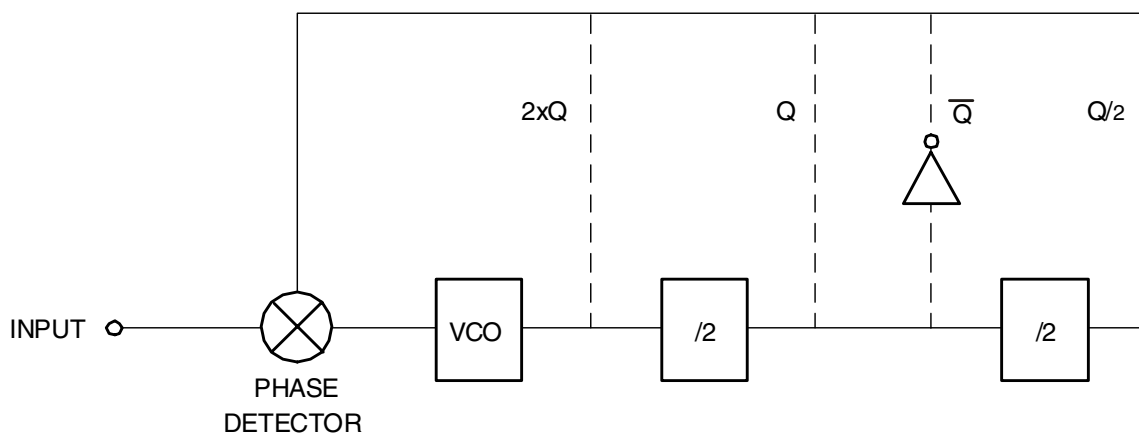 2xQ
Q
Q̅
Q/2
INPUT
VCO
/2
/2
PHASE
DETECTOR